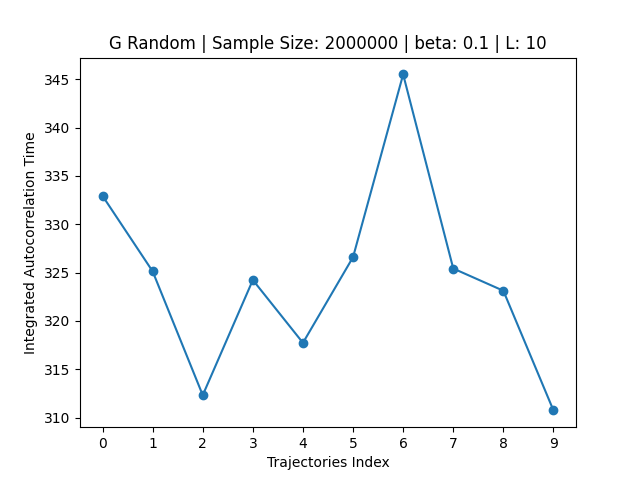 G Random | Sample Size: 2000000 | beta: 0.1 | L: 10
Integrated Autocorrelation Time
345
340
335
330
325
320
315
310
0 1 2 3 4 5 6 7 8 9
Trajectories Index